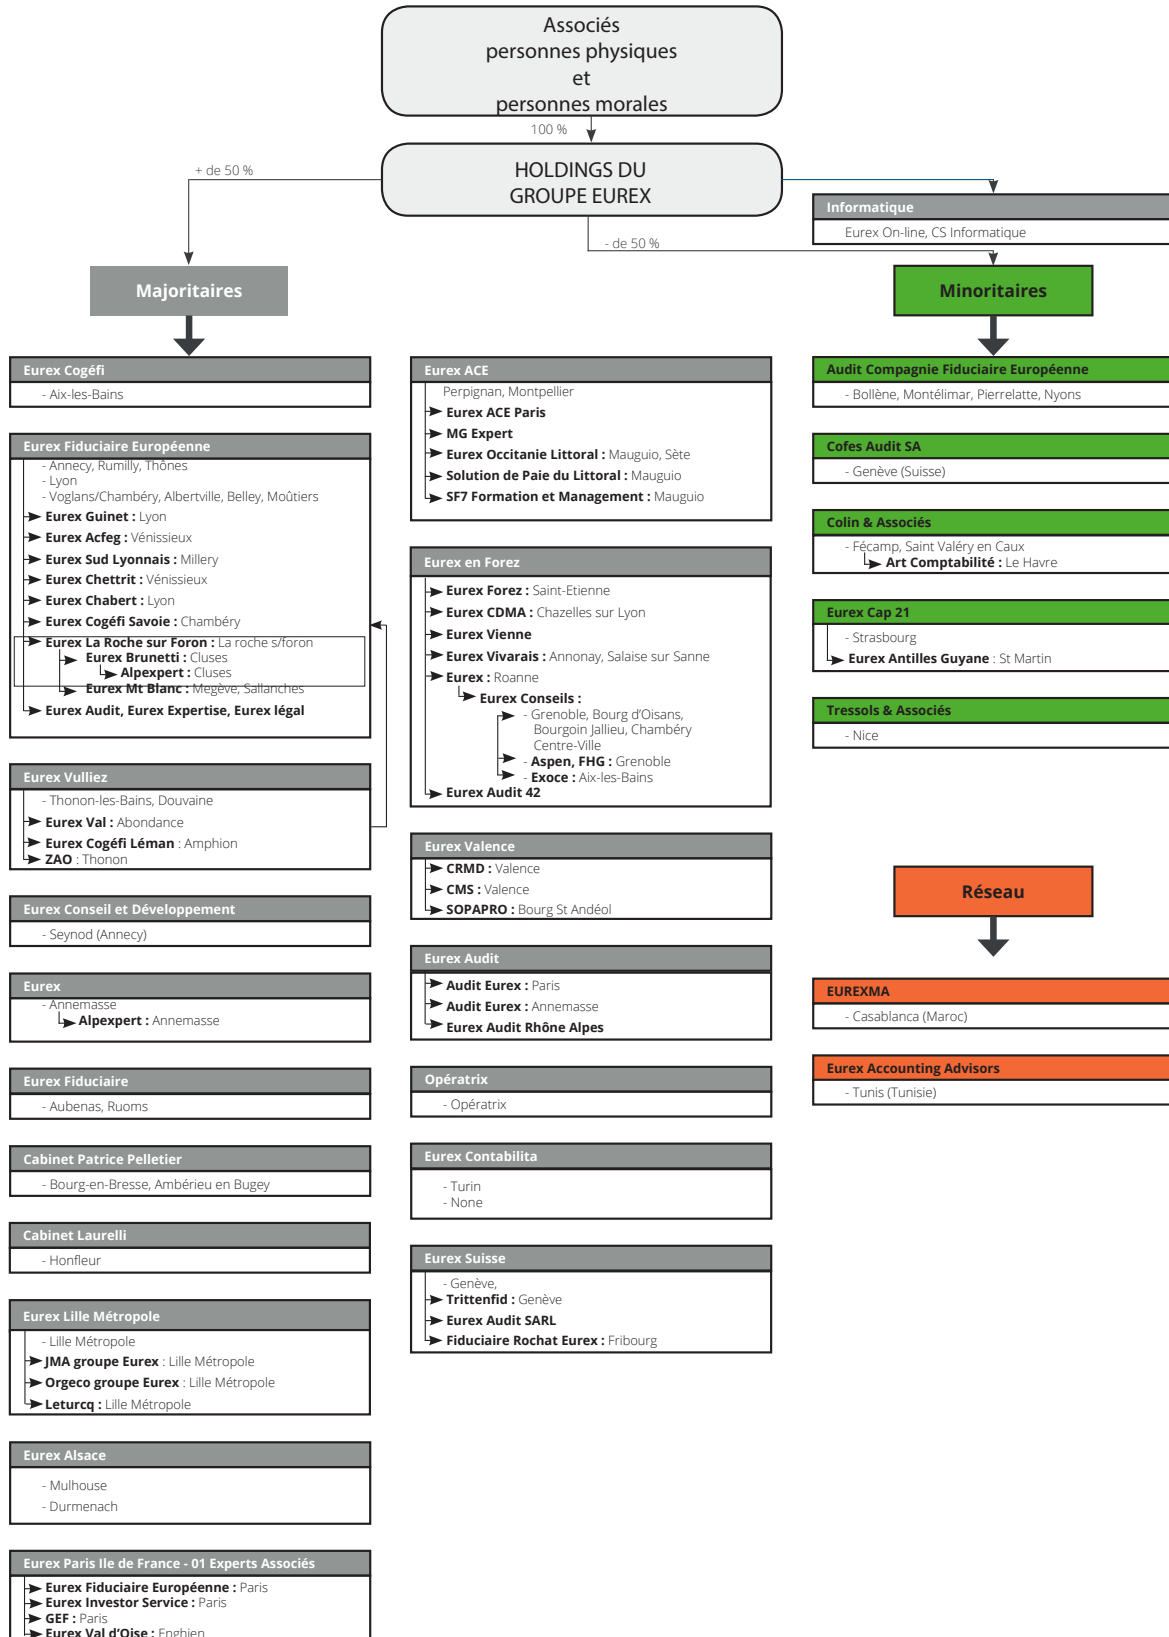 Associés
personnes physiques
et
personnes morales
100 %
HOLDINGS DU
GROUPE EUREX
+ de 50 %
- de 50 %
Informatique
Eurex On-line, CS Informatique
Majoritaires
Minoritaires
Eurex Cogéfi
- Aix-les-Bains
Eurex Fiduciaire Européenne
- Annecy, Rumilly, Thônes
- Lyon
- Voglans/Chambéry, Albertville, Belley, Moûtiers
Eurex Guinet : Lyon
Eurex Acfeg : Vénissieux
Eurex Sud Lyonnais : Millery
Eurex Chettrit : Vénissieux
Eurex Chabert : Lyon
Eurex Cogéfi Savoie : Chambéry
Eurex La Roche sur Foron : La roche s/foron
Eurex Brunetti : Cluses
Alpexpert : Cluses
Eurex Mt Blanc : Megève, Sallanches
Eurex Audit, Eurex Expertise, Eurex légal
Eurex Vulliez
- Thonon-les-Bains, Douvaine
Eurex Val : Abondance
Eurex Cogéfi Léman : Amphion
ZAO : Thonon
Eurex Conseil et Développement
- Seynod (Annecy)
Eurex
- Annemasse
Alpexpert : Annemasse
Eurex Fiduciaire
- Aubenas, Ruoms
Cabinet Patrice Pelletier
- Bourg-en-Bresse, Ambérieu en Bugey
Cabinet Laurelli
- Honfleur
Eurex Lille Métropole
- Lille Métropole
JMA groupe Eurex : Lille Métropole
Orgeco groupe Eurex : Lille Métropole
Leturcq : Lille Métropole
Eurex Alsace
- Mulhouse
- Durmenach
Eurex Paris Ile de France - 01 Experts Associés
Eurex Fiduciaire Européenne : Paris
Eurex Investor Service : Paris
GEF : Paris
Eurex Val d'Oise : Enghien
Eurex ACE
Perpignan, Montpellier
Eurex ACE Paris
MG Expert
Eurex Occitanie Littoral : Mauguio, Sète
Solution de Paie du Littoral : Mauguio
SF7 Formation et Management : Mauguio
Eurex en Forez
Eurex Forez : Saint-Etienne
Eurex CDMA : Chazelles sur Lyon
Eurex Vienne
Eurex Vivarais : Annonay, Salaise sur Sanne
Eurex : Roanne
Eurex Conseils :
- Grenoble, Bourg d'Oisans,
Bourgoin Jallieu, Chambéry
Centre-Ville
- Aspen, FHG : Grenoble
- Exoce : Aix-les-Bains
Eurex Audit 42
Eurex Valence
CRMD : Valence
CMS : Valence
SOPAPRO : Bourg St Andéol
Eurex Audit
Audit Eurex : Paris
Audit Eurex : Annemasse
Eurex Audit Rhône Alpes
Opératrix
- Opératrix
Eurex Contabilita
- Turin
- None
Eurex Suisse
- Genève,
Trittenfid : Genève
Eurex Audit SARL
Fiduciaire Rochat Eurex : Fribourg
Audit Compagnie Fiduciaire Européenne
- Bollène, Montélimar, Pierrelatte, Nyons
Cofes Audit SA
- Genève (Suisse)
Colin & Associés
- Fécamp, Saint Valéry en Caux
Art Comptabilité : Le Havre
Eurex Cap 21
- Strasbourg
Eurex Antilles Guyane : St Martin
Tressols & Associés
- Nice
Réseau
EUREXMA
- Casablanca (Maroc)
Eurex Accounting Advisors
- Tunis (Tunisie)